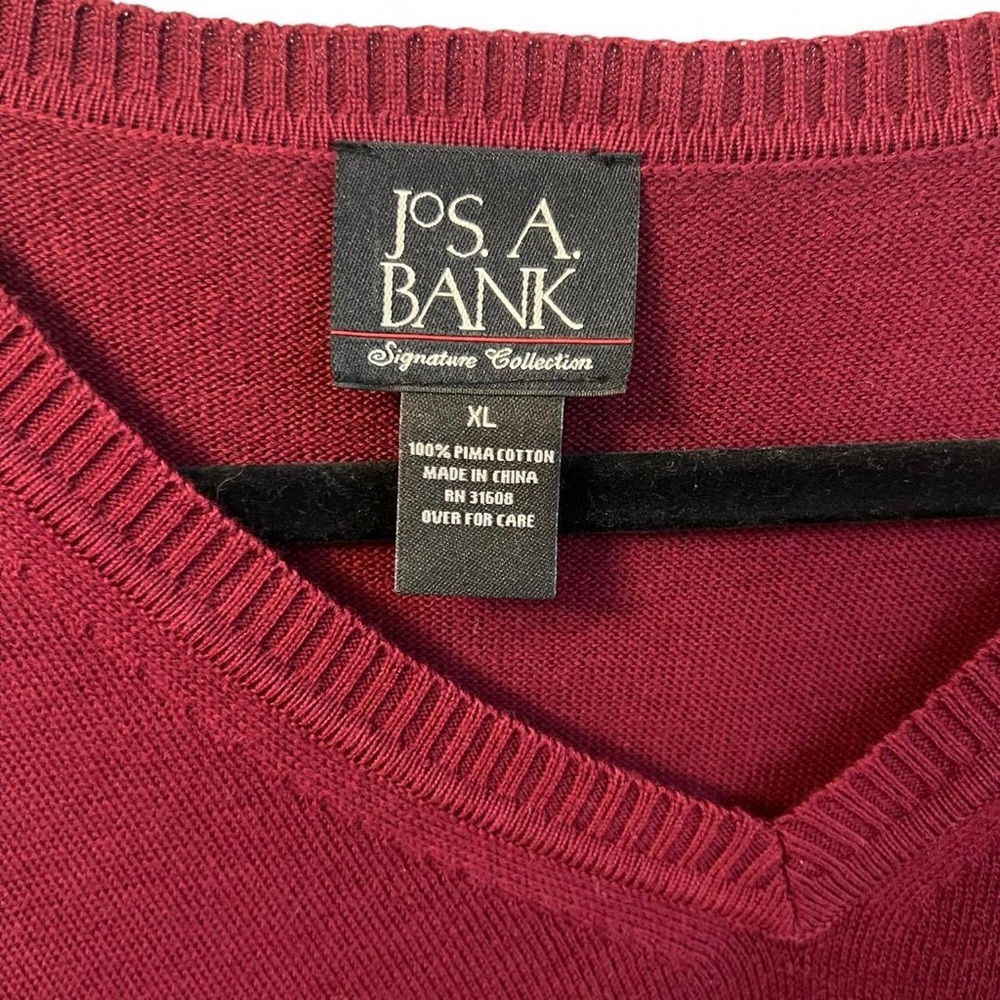 JOS. A.
BANK
Signature Collection
XL
100% PIMA COTTON
MADE IN CHINA
RN 31608
OVER FOR CARE